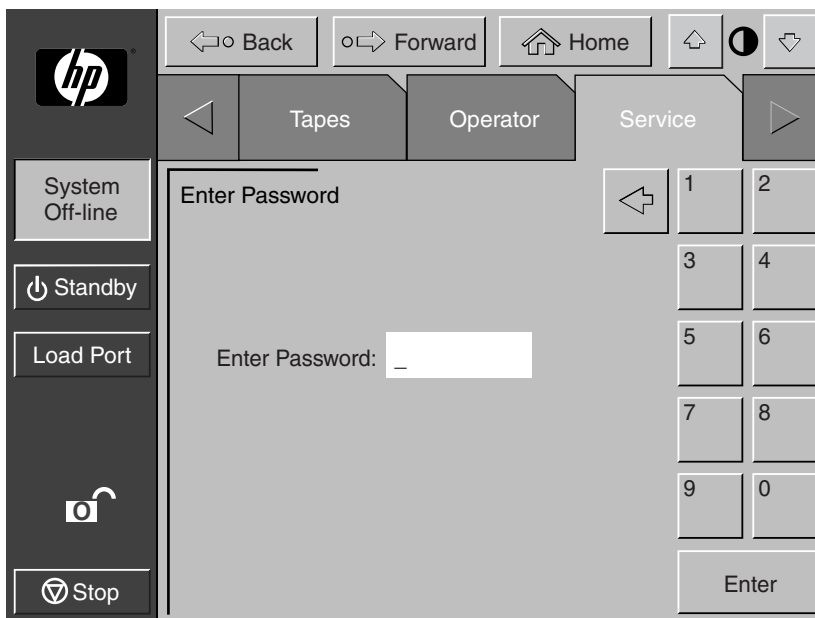 hp
Back
Forward
Home
Tapes
Operator
Service
System
Off-line
Standby
Load Port
O
Stop
Enter Password
Enter Password: _
1
2
3
4
5
6
7
8
9
0
Enter